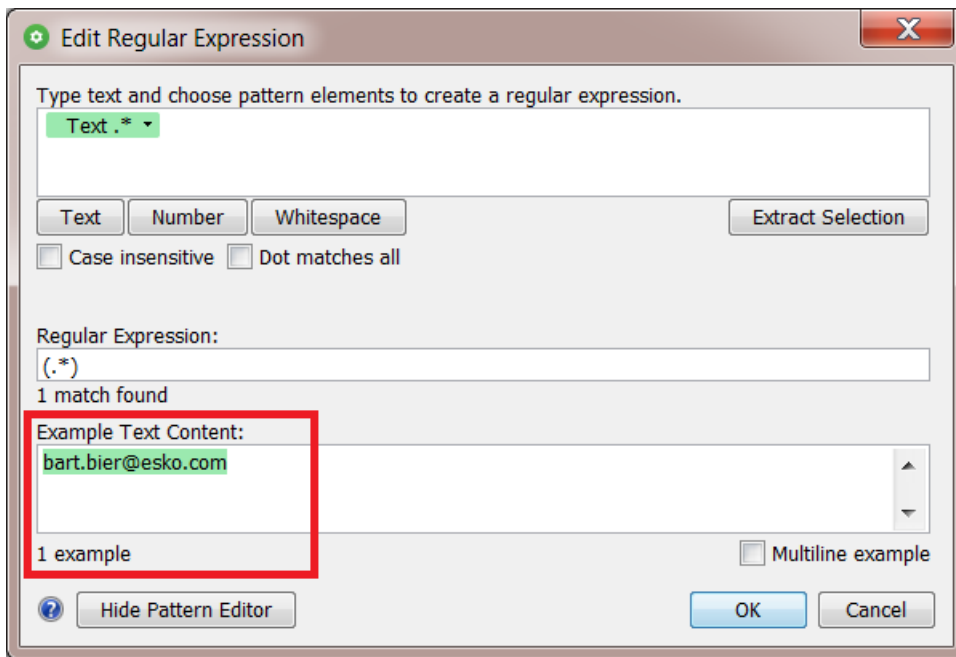 Edit Regular Expression
X
Type text and choose pattern elements to create a regular expression.
Text .*
Text Number Whitespace Extract Selection
Case insensitive Dot matches all
Regular Expression:
(.*)
1 match found
Example Text Content:
bart.bier@esko.com
1 example Multiline example
? Hide Pattern Editor OK Cancel